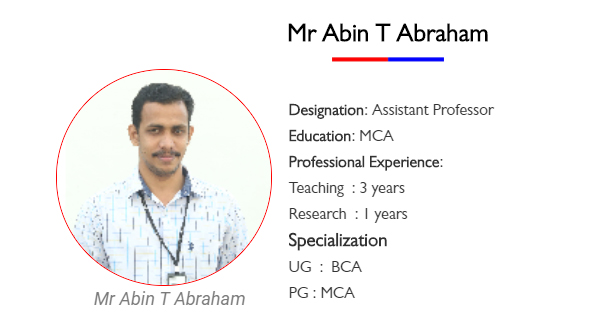 Mr Abin T Abraham
Designation: Assistant Professor
Education: MCA
Professional Experience:
Teaching : 3 years
Research : 1 years
Specialization
UG : BCA
PG : MCA
Mr Abin T Abraham